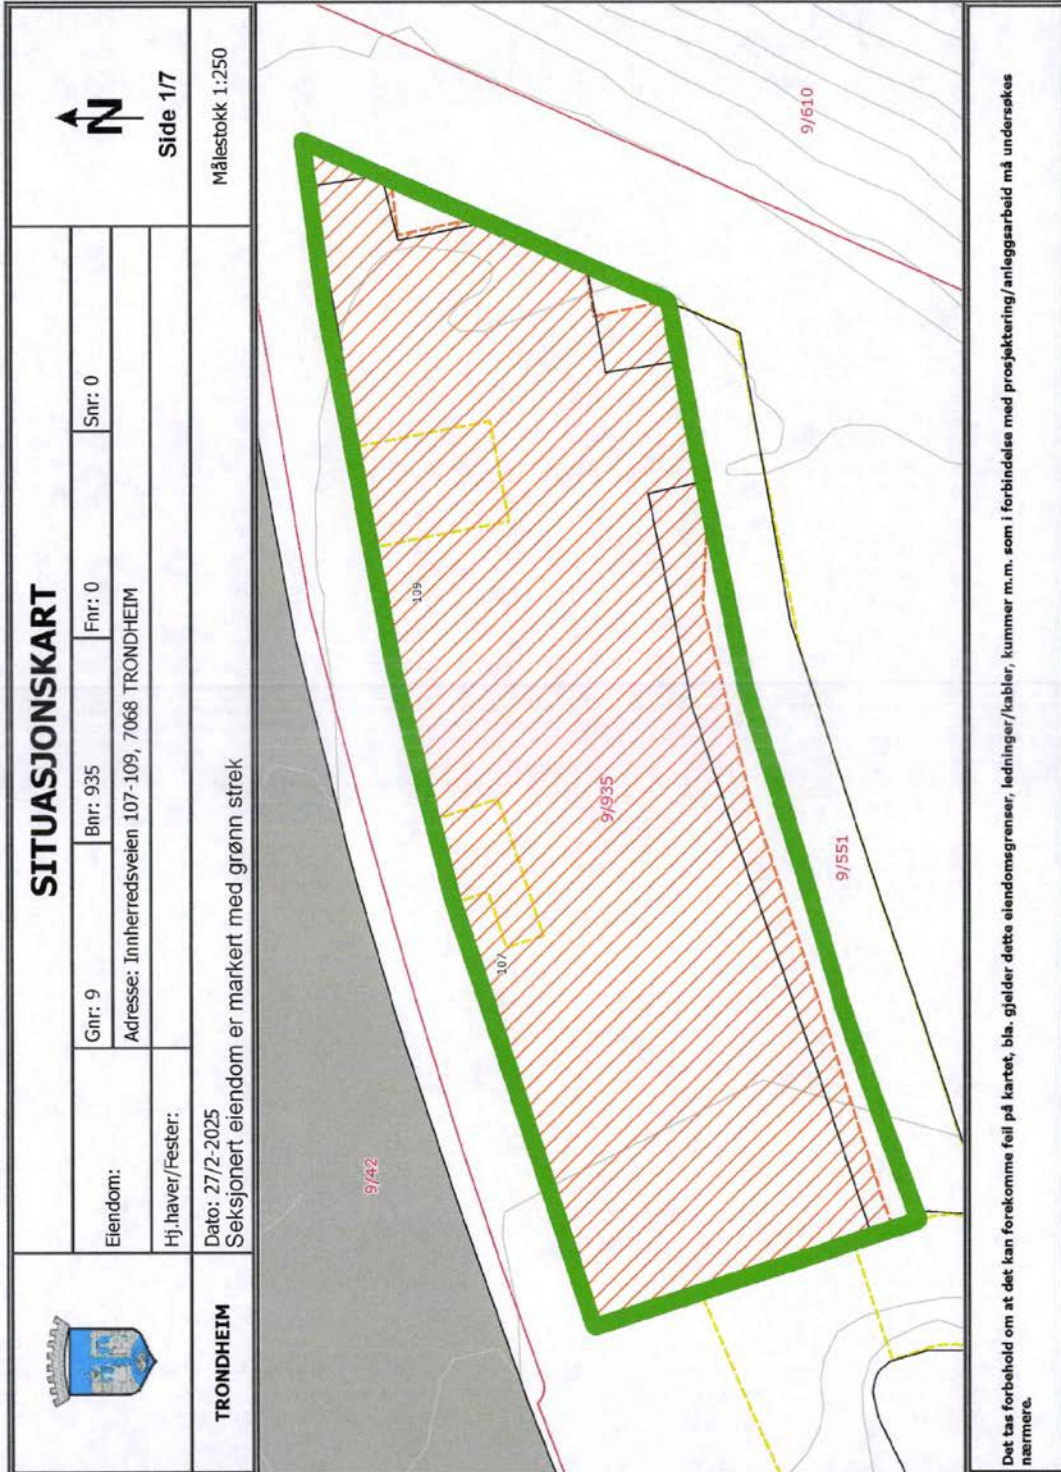 SITUASJONSKART
N
Side 1/7
Eiendom:
Gnr: 9
Bnr: 935
Fnr: 0
Snr: 0
Adresse: Innherredsveien 107-109, 7068 TRONDHEIM
Hj.haver/Fester:
TRONDHEIM
Dato: 27/2-2025
Seksjonert eiendom er markert med grønn strek
Målestokk 1:250
9/42
107
109
9/935
9/551
9/610
Det tas forbehold om at det kan forekomme feil på kartet, bla. gjelder dette eiendomsgrenser, ledninger/kabler, kummer m.m. som i forbindelse med prosjektering/anleggsarbeid må undersøkes
nærmere.